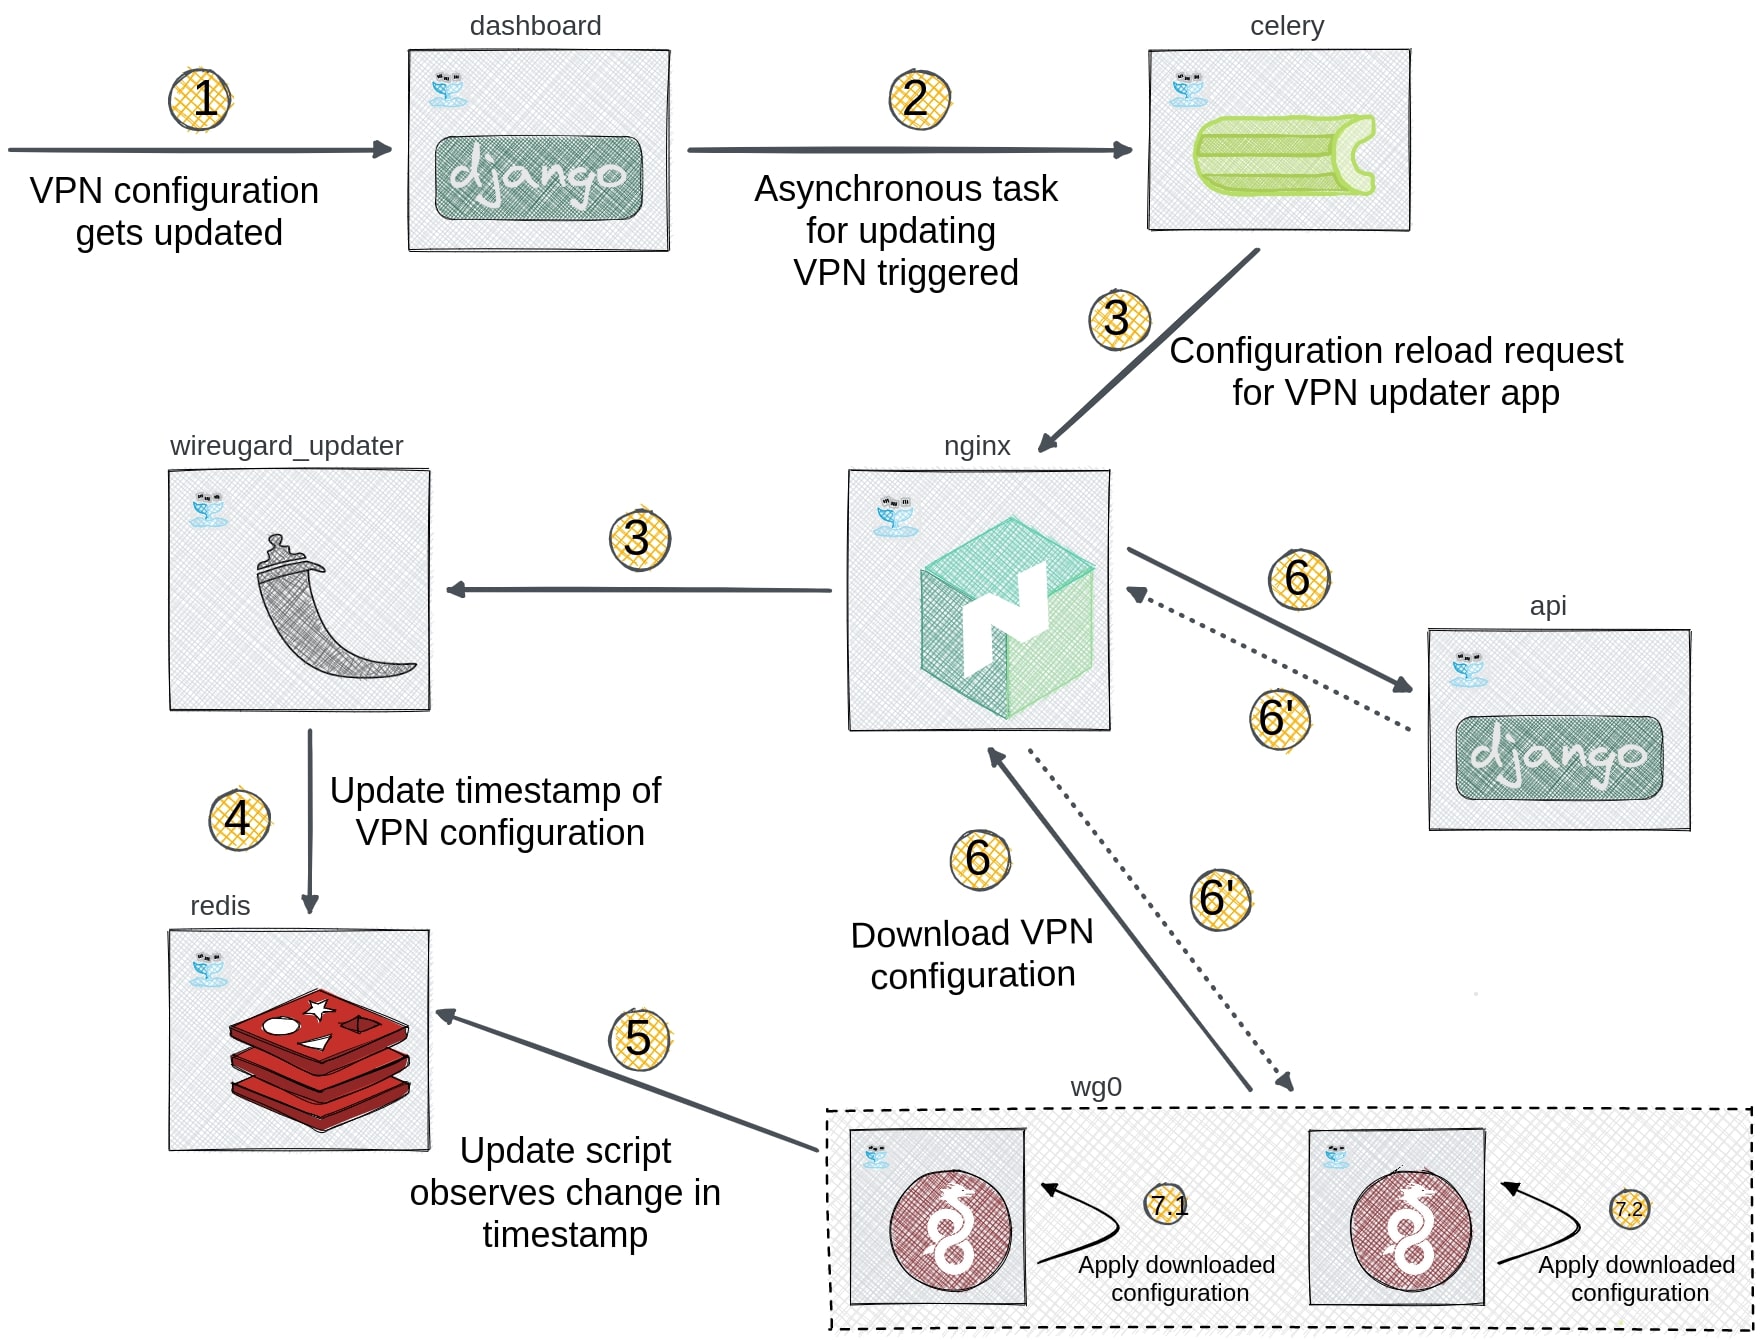 dashboard
celery
1
2
django
VPN configuration
gets updated
Asynchronous task
for updating
VPN triggered
3
Configuration reload request
for VPN updater app
wireugard_updater
nginx
3
6
api
6'
django
4
Update timestamp of
VPN configuration
6
6'
redis
Download VPN
configuration
5
wg0
Update script
observes change in
timestamp
7.1
Apply downloaded
configuration
7.2
Apply downloaded
configuration